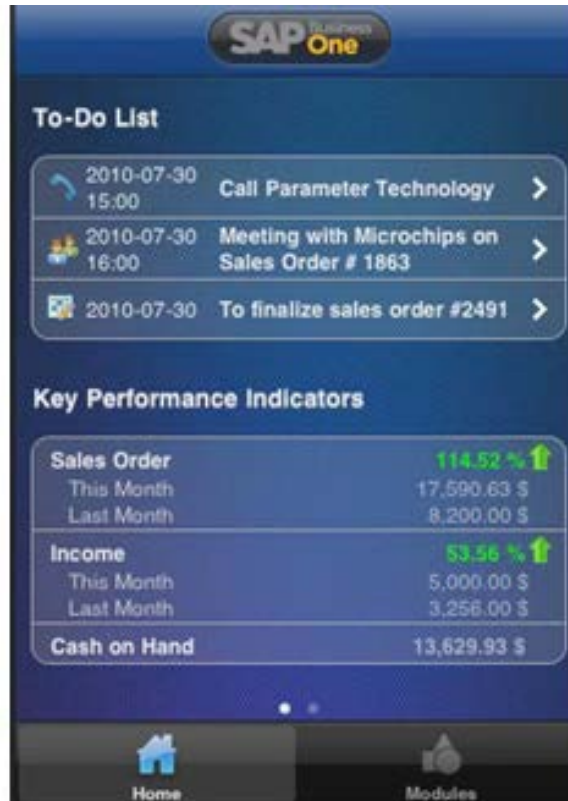 SAP Business One
To-Do List
2010-07-30
15:00
Call Parameter Technology
2010-07-30
16:00
Meeting with Microchips on
Sales Order # 1863
2010-07-30 To finalize sales order #2491
Key Performance Indicators
Sales Order 114.52 %
This Month 17,590.63 $
Last Month 8,200.00 $
Income 53.56 %
This Month 5,000.00 $
Last Month 3,256.00 $
Cash on Hand 13,629.93 $
Home Modules